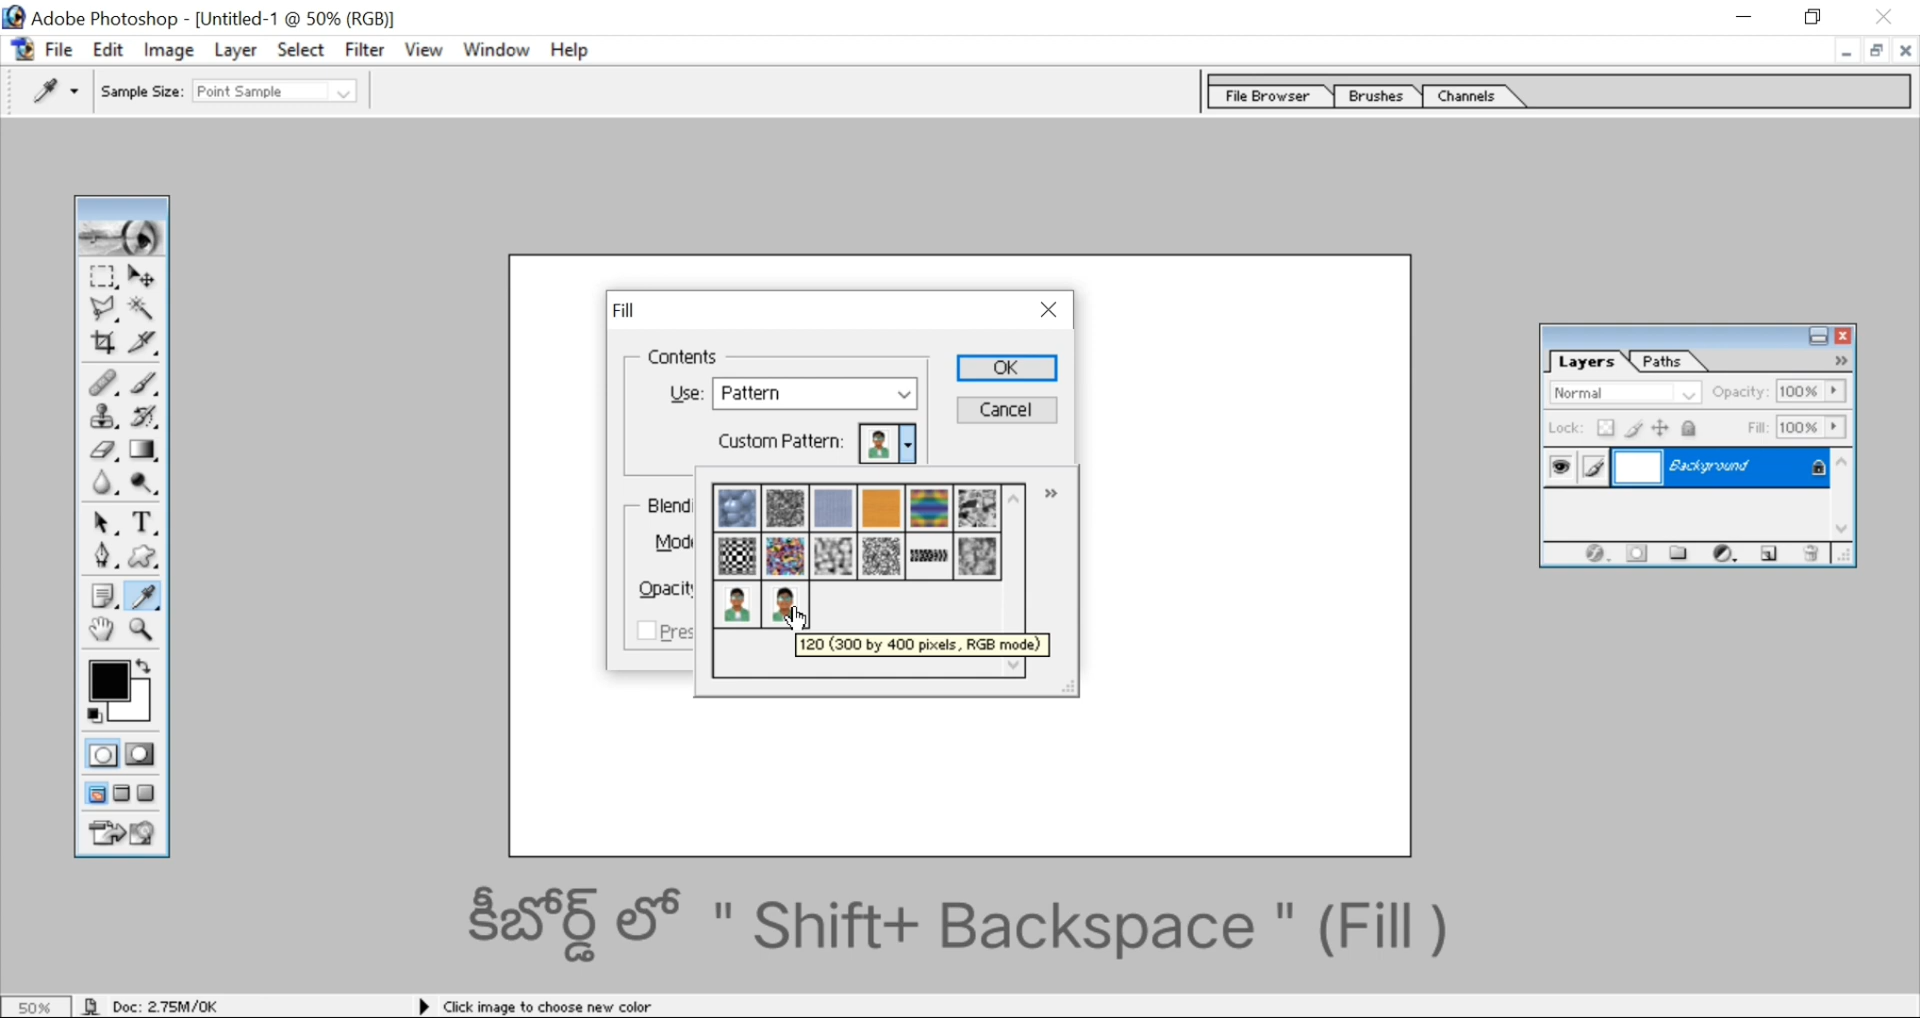 Adobe Photoshop - [Untitled-1 @ 50% (RGB)]
File Edit Image Layer Select Filter View Window Help
Sample Size: Point Sample
File Browser Brushes Channels
Fill
Contents
Use: Pattern
OK
Cancel
Custom Pattern:
Blendi
Mode
Opacity
Pres
120 (300 by 400 pixels, RGB mode)
Layers Paths
Normal Opacity: 100%
Lock: Fill: 100%
Background
కీబోర్డ్ లో " Shift+ Backspace " (Fill )
50% Doc: 2.75M/0K Click image to choose new color